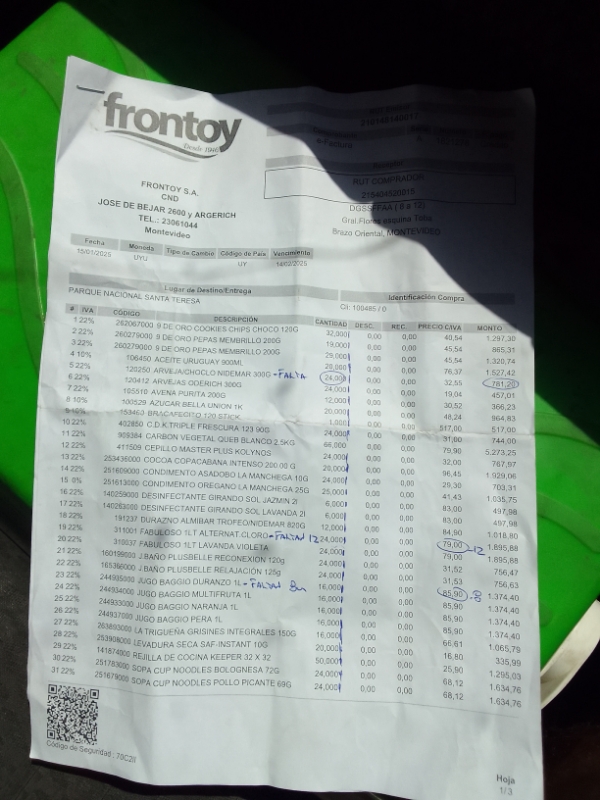 frontoy
Desde 1946
FRONTOY S.A.
CND
JOSE DE BEJAR 2600 y ARGERICH
TEL.: 23061044
Montevideo
e-Factura
RUT COMPRADOR
DGSSFFAA ( 0 a 12)
Gral.Flores esquina
Brazo Oriental, MONTEVIDEO
Fecha Moneda Tipo de Cambio Código de País Vencimiento
15/01/2025 UYU UY 14/02/2025
Lugar de Destino/Entrega Identificación Compra
PARQUE NACIONAL SANTA TERESA CII: 100485 / 0
# IVA CÓDIGO DESCRIPCIÓN CANTIDAD DESC. REC. PRECIO C/IVA MONTO
1 22% 262067000 9 DE ORO COOKIES CHIPS CHOCO 120G 32,000 0,00 0,00 40,54 1.297,30
2 22% 260279000 9 DE ORO PEPAS MEMBRILLO 200G 19,000 0,00 0,00 45,54 865,31
3 22% 260279000 9 DE ORO PEPAS MEMBRILLO 200G 29,000 0,00 0,00 45,54 1.320,74
4 10% 106450 ACEITE URUGUAY 900ML 20,000 0,00 0,00 76,37 1.527,42
5 22% 120250 ARVEJA/CHOCLO NIDEMAR 300G - FALTA 24,000 0,00 0,00 32,55 781,20
6 22% 120412 ARVEJAS ODERICH 300G 24,000 0,00 0,00 19,04 457,01
7 22% 105510 AVENA PURITA 200G 12,000 0,00 0,00 30,52 366,23
8 10% 100529 AZUCAR BELLA UNION 1K 20,000 0,00 0,00 48,24 964,83
9 10% 153463 BRACAFECITO 120 STICK 1,000 0,00 0,00 517,00 517,00
10 22% 402850 C.D.K.TRIPLE FRESCURA 123 90G 24,000 0,00 0,00 31,00 744,00
11 22% 909384 CARBON VEGETAL QUEB BLANCO 2.5KG 66,000 0,00 0,00 79,90 5.273,25
12 22% 411509 CEPILLO MASTER PLUS KOLYNOS 24,000 0,00 0,00 32,00 767,97
13 22% 253436000 COCOA COPACABANA INTENSO 200 00 G 20,000 0,00 0,00 96,45 1.929,06
14 22% 251609000 CONDIMENTO ASADOBO LA MANCHEGA 10G 24,000 0,00 0,00 29,30 703,31
15 22% 251613000 CONDIMENTO OREGANO LA MANCHEGA 25G 25,000 0,00 0,00 41,43 1.035,75
16 22% 140259000 DESINFECTANTE GIRANDO SOL JAZMIN 2l 6,000 0,00 0,00 83,00 497,98
17 22% 140263000 DESINFECTANTE GIRANDO SOL LAVANDA 2l 6,000 0,00 0,00 83,00 497,98
18 22% 191237 DURAZNO ALMIBAR TROFEO/NIDEMAR 820G 12,000 0,00 0,00 84,90 1.018,80
19 22% 311001 FABULOSO 1LT ALTERNAT.CLORO - FALTAN 12 24,000 0,00 0,00 79,00 -12 1.895,88
20 22% 310037 FABULOSO 1LT LAVANDA VIOLETA 24,000 0,00 0,00 79,00 1.895,88
21 22% 160199000 J.BAÑO PLUSBELLE RECONEXION 120g 24,000 0,00 0,00 31,52 756,47
22 22% 165366000 J.BAÑO PLUSBELLE RELAJACION 125g 24,000 0,00 0,00 31,53 756,63
23 22% 244935000 JUGO BAGGIO DURANZO 1L - FALTAN 8 16,000 0,00 0,00 85,90 -8 1.374,40
24 22% 244934000 JUGO BAGGIO MULTIFRUTA 1L 16,000 0,00 0,00 85,90 1.374,40
25 22% 244933000 JUGO BAGGIO NARANJA 1L 16,000 0,00 0,00 85,90 1.374,40
26 22% 244937000 JUGO BAGGIO PERA 1L 16,000 0,00 0,00 85,90 1.374,40
27 22% 263693000 LA TRIGUEÑA GRISINES INTEGRALES 150G 16,000 0,00 0,00 66,61 1.065,79
28 22% 253908000 LEVADURA SECA SAF-INSTANT 10G 20,000 0,00 0,00 16,80 335,99
29 22% 141874000 REJILLA DE COCINA KEEPER 32 X 32 50,000 0,00 0,00 25,90 1.295,03
30 22% 251783000 SOPA CUP NOODLES BOLOGNESA 72G 24,000 0,00 0,00 68,12 1.634,76
31 22% 251679000 SOPA CUP NOODLES POLLO PICANTE 69G 24,000 0,00 0,00 68,12 1.634,76
Código de Seguridad : 70C2II
Hoja
1/3